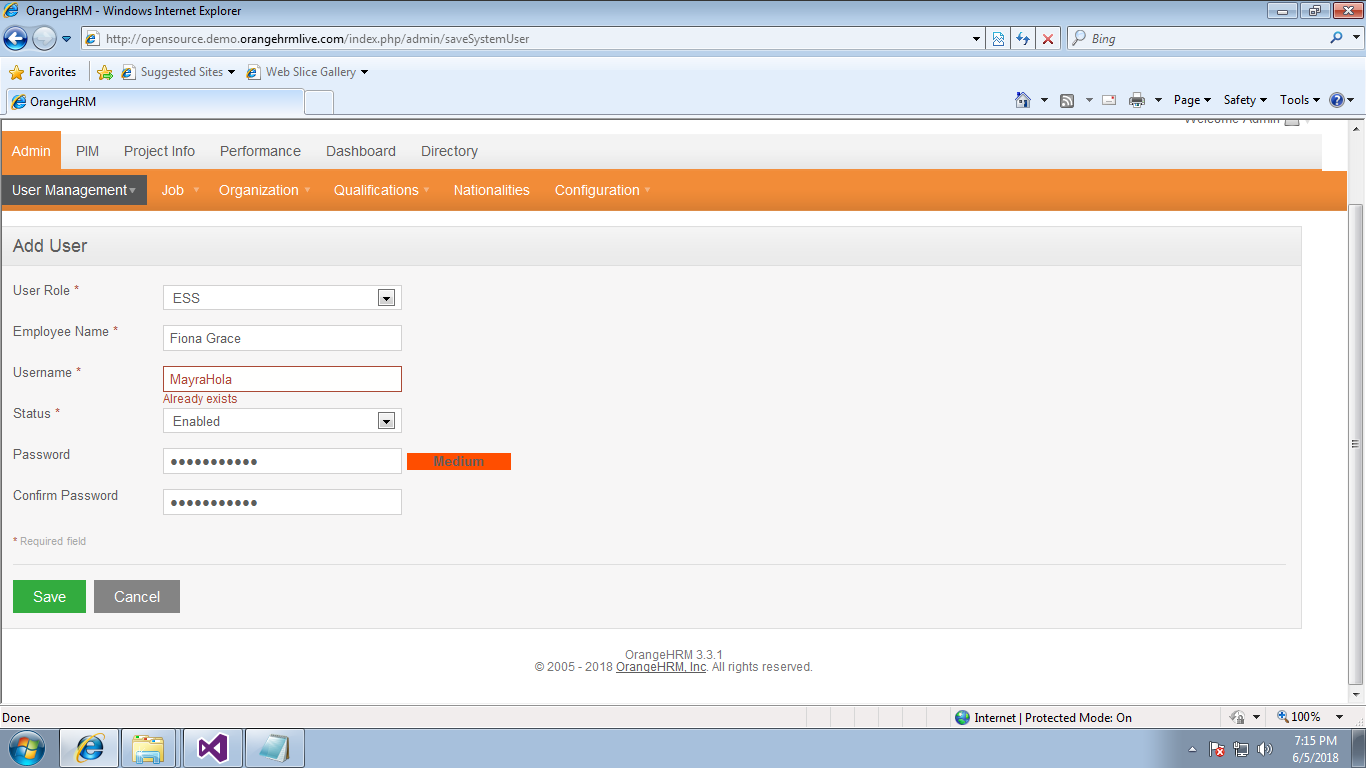 OrangeHRM - Windows Internet Explorer
http://opensource.demo.orangehrmlive.com/index.php/admin/saveSystemUser
Bing
Favorites Suggested Sites Web Slice Gallery
OrangeHRM
Page Safety Tools
Welcome Admin
Admin PIM Project Info Performance Dashboard Directory
User Management Job Organization Qualifications Nationalities Configuration
Add User
User Role * ESS
Employee Name * Fiona Grace
Username * MayraHola
Already exists
Status * Enabled
Password ●●●●●●●●●●● Medium
Confirm Password ●●●●●●●●●●●
* Required field
Save Cancel
OrangeHRM 3.3.1
© 2005 - 2018 OrangeHRM, Inc. All rights reserved.
Done Internet | Protected Mode: On 100%
7:15 PM
6/5/2018